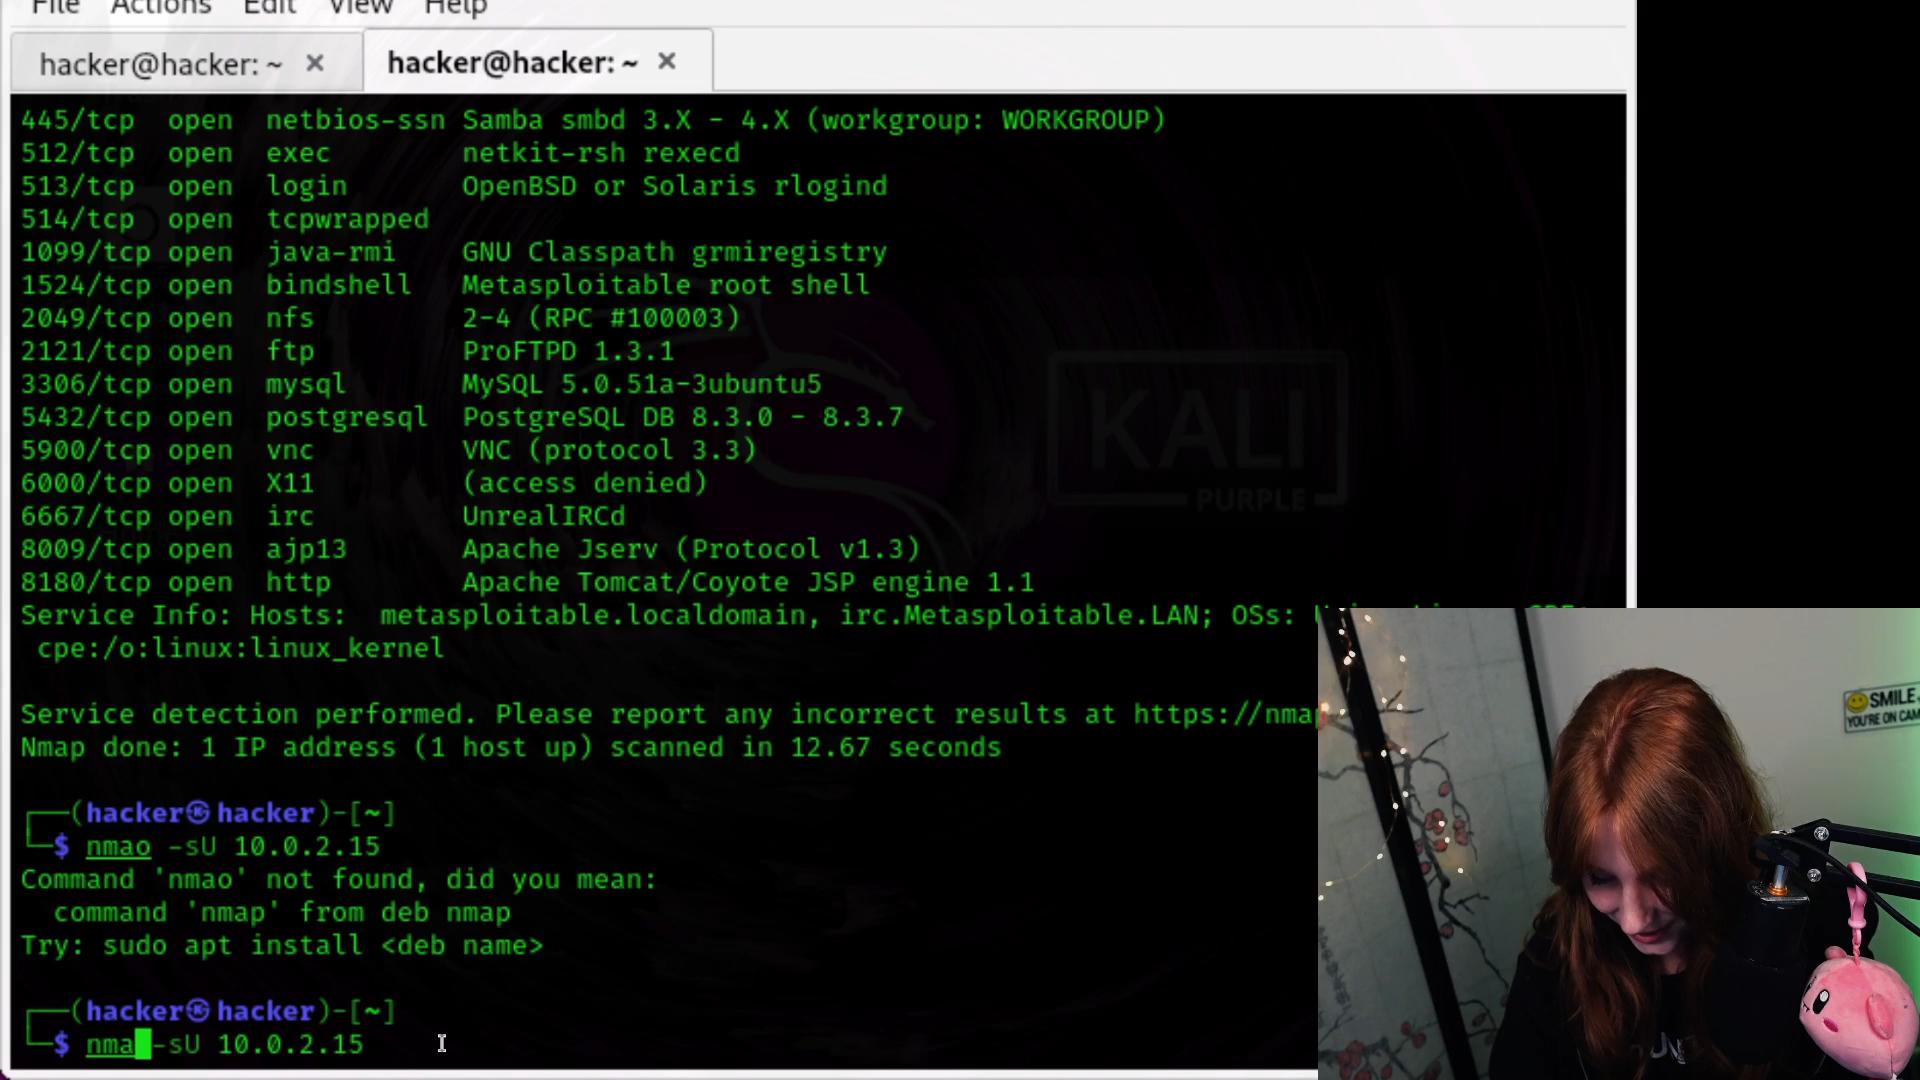 File Actions Edit View Help
hacker@hacker: ~ × hacker@hacker: ~ ×
445/tcp open netbios-ssn Samba smbd 3.X - 4.X (workgroup: WORKGROUP)
512/tcp open exec netkit-rsh rexecd
513/tcp open login OpenBSD or Solaris rlogind
514/tcp open tcpwrapped
1099/tcp open java-rmi GNU Classpath grmiregistry
1524/tcp open bindshell Metasploitable root shell
2049/tcp open nfs 2-4 (RPC #100003)
2121/tcp open ftp ProFTPD 1.3.1
3306/tcp open mysql MySQL 5.0.51a-3ubuntu5
5432/tcp open postgresql PostgreSQL DB 8.3.0 - 8.3.7
5900/tcp open vnc VNC (protocol 3.3)
6000/tcp open X11 (access denied)
6667/tcp open irc UnrealIRCd
8009/tcp open ajp13 Apache Jserv (Protocol v1.3)
8180/tcp open http Apache Tomcat/Coyote JSP engine 1.1
Service Info: Hosts: metasploitable.localdomain, irc.Metasploitable.LAN; OSs:
cpe:/o:linux:linux_kernel
Service detection performed. Please report any incorrect results at https://nmap
Nmap done: 1 IP address (1 host up) scanned in 12.67 seconds
(hacker㉿hacker)-[~]
$ nmao -sU 10.0.2.15
Command 'nmao' not found, did you mean:
command 'nmap' from deb nmap
Try: sudo apt install <deb name>
(hacker㉿hacker)-[~]
$ nma -sU 10.0.2.15
KALI
PURPLE
SMILE
YOU'RE ON CAM